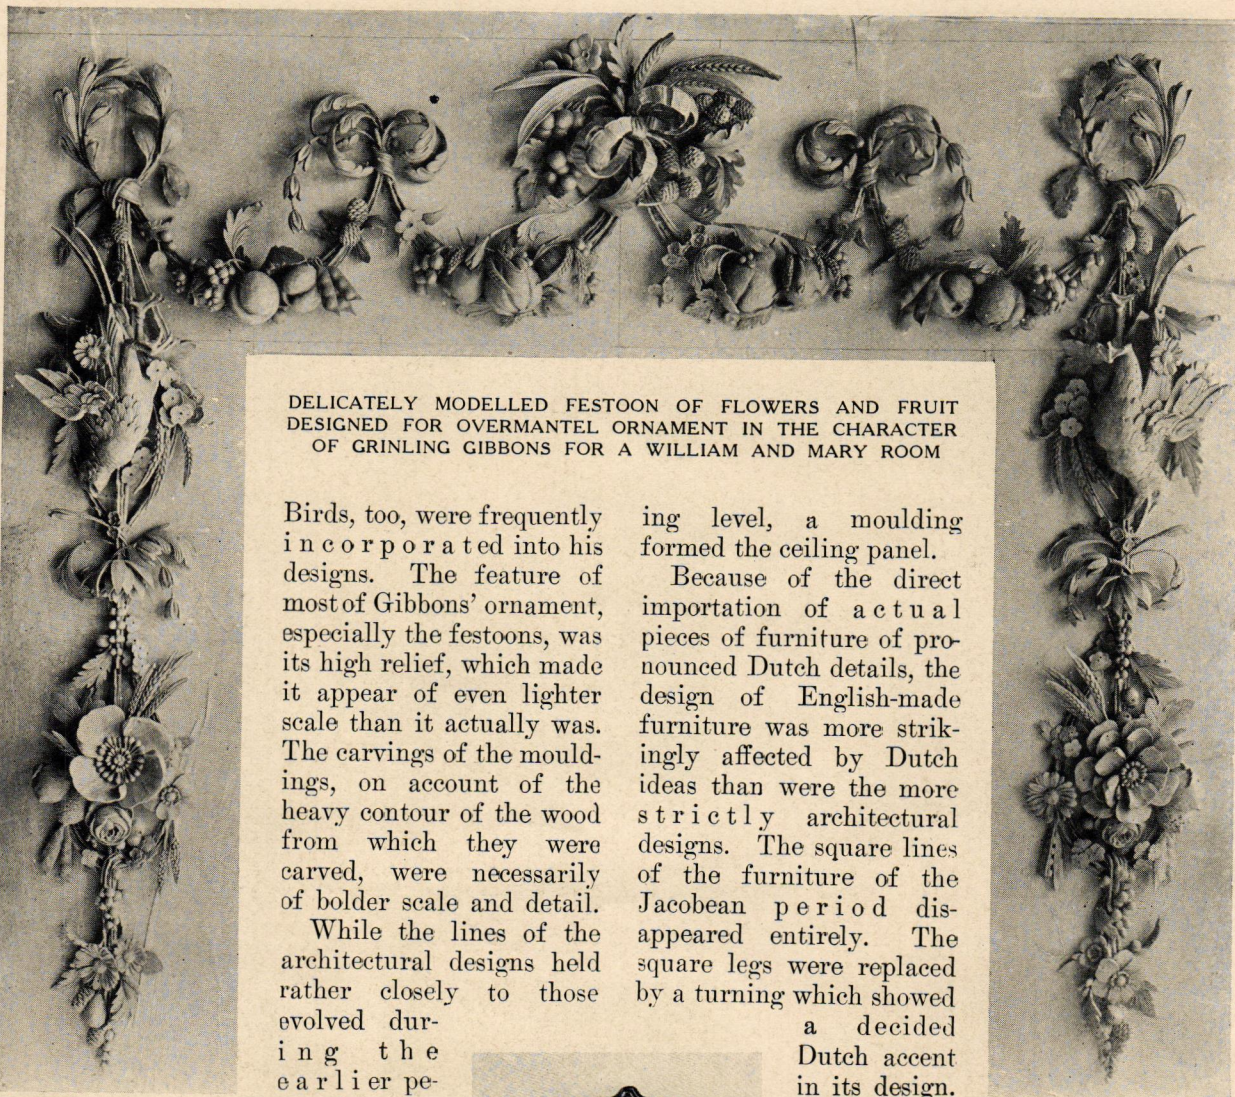 DELICATELY MODELLED FESTOON OF FLOWERS AND FRUIT
DESIGNED FOR OVERMANTEL ORNAMENT IN THE CHARACTER
OF GRINLING GIBBONS FOR A WILLIAM AND MARY ROOM
Birds, too, were frequently
incorporated into his
designs. The feature of
most of Gibbons' ornament,
especially the festoons, was
its high relief, which made
it appear of even lighter
scale than it actually was.
The carvings of the mould-
ings, on account of the
heavy contour of the wood
from which they were
carved, were necessarily
of bolder scale and detail.
While the lines of the
architectural designs held
rather closely to those
evolved dur-
ing the
earlier pe-
ing level, a moulding
formed the ceiling panel.
Because of the direct
importation of actual
pieces of furniture of pro-
nounced Dutch details, the
design of English-made
furniture was more strik-
ingly affected by Dutch
ideas than were the more
strictly architectural
designs. The square lines
of the furniture of the
Jacobean period dis-
appeared entirely. The
square legs were replaced
by a turning which showed
a decided
Dutch accent
in its design.